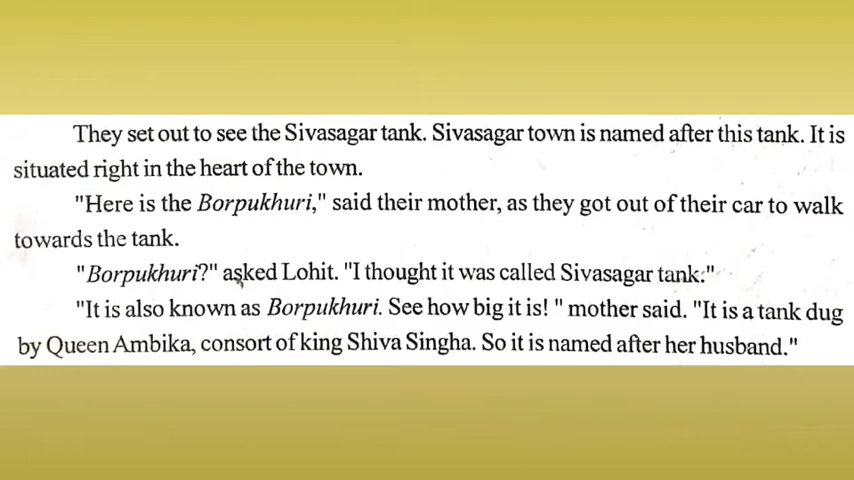 They set out to see the Sivasagar tank. Sivasagar town is named after this tank. It is
situated right in the heart of the town.
"Here is the Borpukhuri," said their mother, as they got out of their car to walk
towards the tank.
"Borpukhuri?" asked Lohit. "I thought it was called Sivasagar tank."
"It is also known as Borpukhuri. See how big it is! " mother said. "It is a tank dug
by Queen Ambika, consort of king Shiva Singha. So it is named after her husband."